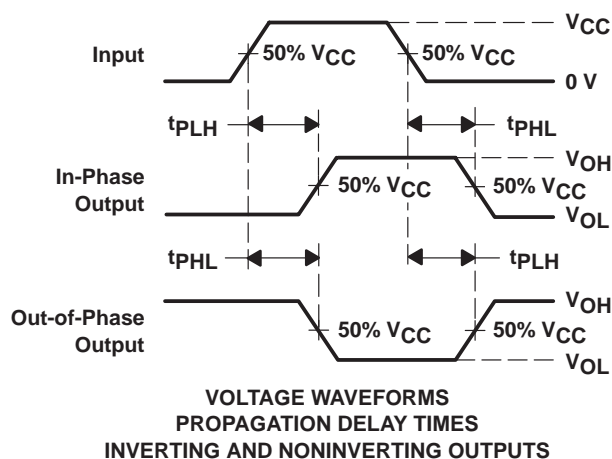 VCC
Input 50% VCC 50% VCC
0 V
tPLH tPHL
VOH
In-Phase
Output 50% VCC 50% VCC
VOL
tPHL tPLH
VOH
Out-of-Phase
Output 50% VCC 50% VCC
VOL
VOLTAGE WAVEFORMS
PROPAGATION DELAY TIMES
INVERTING AND NONINVERTING OUTPUTS